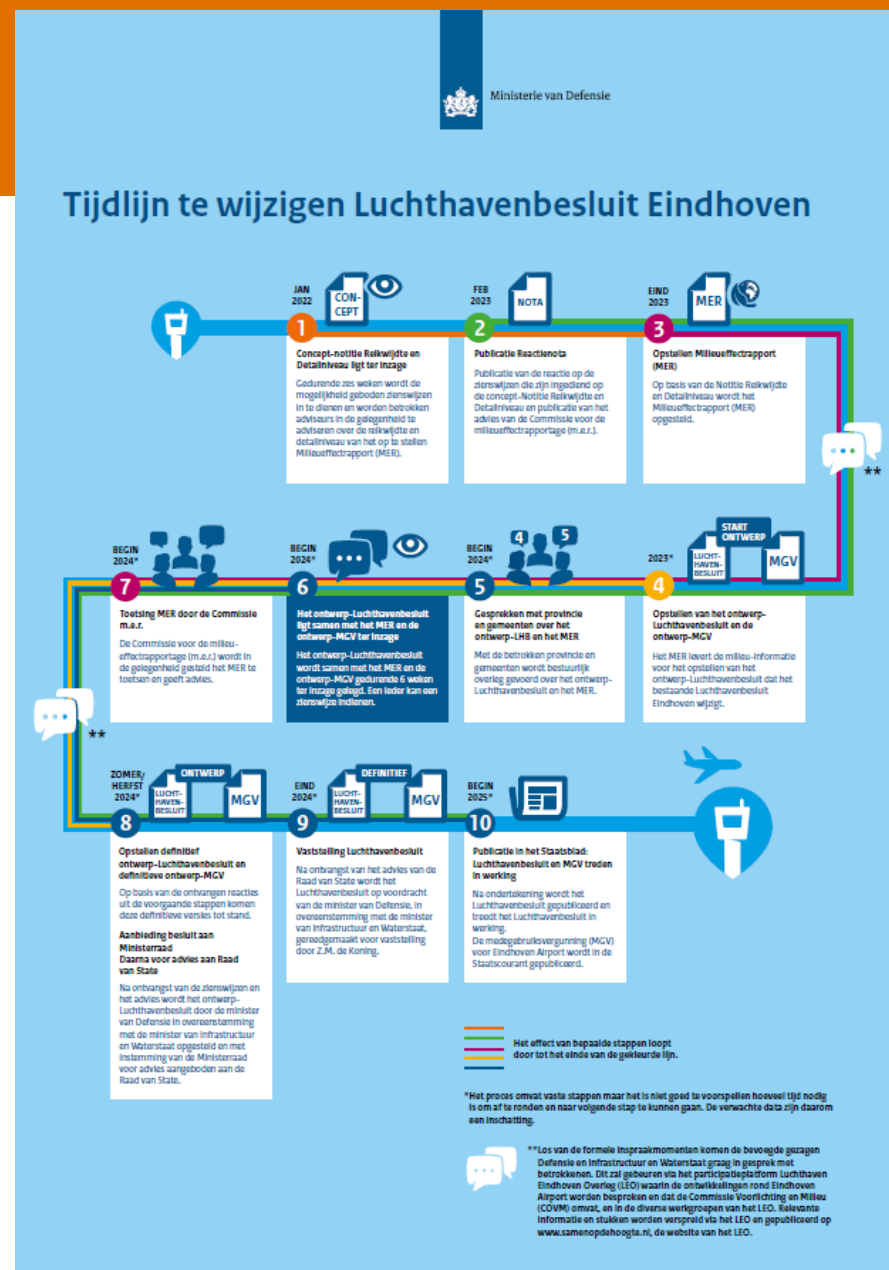 Ministerie van Defensie
Tijdlijn te wijzigen Luchthavenbesluit Eindhoven
JAN
2022
CON-
CEPT
1
Concept-notitie Reikwijdte en
Detailniveau ligt ter inzage
Gedurende zes weken wordt de
mogelijkheid geboden zienswijzen
in te dienen en worden betrokken
adviseurs in de gelegenheid te
adviseren over de reikwijdte en
detailniveau van het op te stellen
Milieueffectrapport (MER).
FEB
2023
NOTA
2
Publicatie Reactienota
Publicatie van de reactie op de
zienswijzen die zijn ingediend op
de concept-Notitie Reikwijdte en
Detailniveau en publicatie van het
advies van de Commissie voor de
milieueffectrapportage (m.e.r.).
EIND
2023
MER
3
Opstellen Milieueffectrapport
(MER)
Op basis van de Notitie Reikwijdte
en Detailniveau wordt het
Milieueffectrapport (MER)
opgesteld.
**
2023*
START
ONTWERP
LUCHT-
HAVEN-
BESLUIT
MGV
4
Opstellen van het ontwerp-
Luchthavenbesluit en de
ontwerp-MGV
Het MER levert de milieu-informatie
voor het opstellen van het
ontwerp-Luchthavenbesluit dat het
bestaande Luchthavenbesluit
Eindhoven wijzigt.
BEGIN
2024*
4 5
5
Gesprekken met provincie
en gemeenten over het
ontwerp-LHB en het MER
Met de betrokken provincie en
gemeenten wordt bestuurlijk
overleg gevoerd over het ontwerp-
Luchthavenbesluit en het MER.
BEGIN
2024*
6
Het ontwerp-Luchthavenbesluit
ligt samen met het MER en de
ontwerp-MGV ter inzage
Het ontwerp-Luchthavenbesluit
wordt samen met het MER en de
ontwerp-MGV gedurende 6 weken
ter inzage gelegd. Een ieder kan een
zienswijze indienen.
BEGIN
2024*
7
Toetsing MER door de Commissie
m.e.r.
De Commissie voor de milieu-
effectrapportage (m.e.r.) wordt in
de gelegenheid gesteld het MER te
toetsen en geeft advies.
**
ZOMER/
HERFST
2024*
ONTWERP
LUCHT-
HAVEN-
BESLUIT
MGV
8
Opstellen definitief
ontwerp-Luchthavenbesluit en
definitieve ontwerp-MGV
Op basis van de ontvangen reacties
uit de voorgaande stappen komen
deze definitieve versies tot stand.
Aanbieding besluit aan
Ministerraad
Daarna voor advies aan Raad
van State
Na ontvangst van de zienswijzen en
het advies wordt het ontwerp-
Luchthavenbesluit door de minister
van Defensie in overeenstemming
met de minister van Infrastructuur
en Waterstaat opgesteld en met
instemming van de Ministerraad
voor advies aangeboden aan de
Raad van State.
EIND
2024*
DEFINITIEF
LUCHT-
HAVEN-
BESLUIT
MGV
9
Vaststelling Luchthavenbesluit
Na ontvangst van het advies van de
Raad van State wordt het
Luchthavenbesluit op voordracht
van de minister van Defensie, in
overeenstemming met de minister
van Infrastructuur en Waterstaat,
gereedgemaakt voor vaststelling
door Z.M. de Koning.
BEGIN
2025*
10
Publicatie in het Staatsblad:
Luchthavenbesluit en MGV treden
in werking
Na ondertekening wordt het
Luchthavenbesluit gepubliceerd en
treedt het Luchthavenbesluit in
werking.
De medegebruiksvergunning (MGV)
voor Eindhoven Airport wordt in de
Staatscourant gepubliceerd.
Het effect van bepaalde stappen loopt
door tot het einde van de gekleurde lijn.
*Het proces omvat vaste stappen maar het is niet goed te voorspellen hoeveel tijd nodig
is om af te ronden en naar volgende stap te kunnen gaan. De verwachte data zijn daarom
een inschatting.
**Los van de formele inspraakmomenten komen de bevoegde gezagen
Defensie en Infrastructuur en Waterstaat graag in gesprek met
betrokkenen. Dit zal gebeuren via het participatieplatform Luchthaven
Eindhoven Overleg (LEO) waarin de ontwikkelingen rond Eindhoven
Airport worden besproken en dat de Commissie Voorlichting en Milieu
(COVM) omvat, en in de diverse werkgroepen van het LEO. Relevante
informatie en stukken worden verspreid via het LEO en gepubliceerd op
www.samenopdehoogte.nl, de website van het LEO.